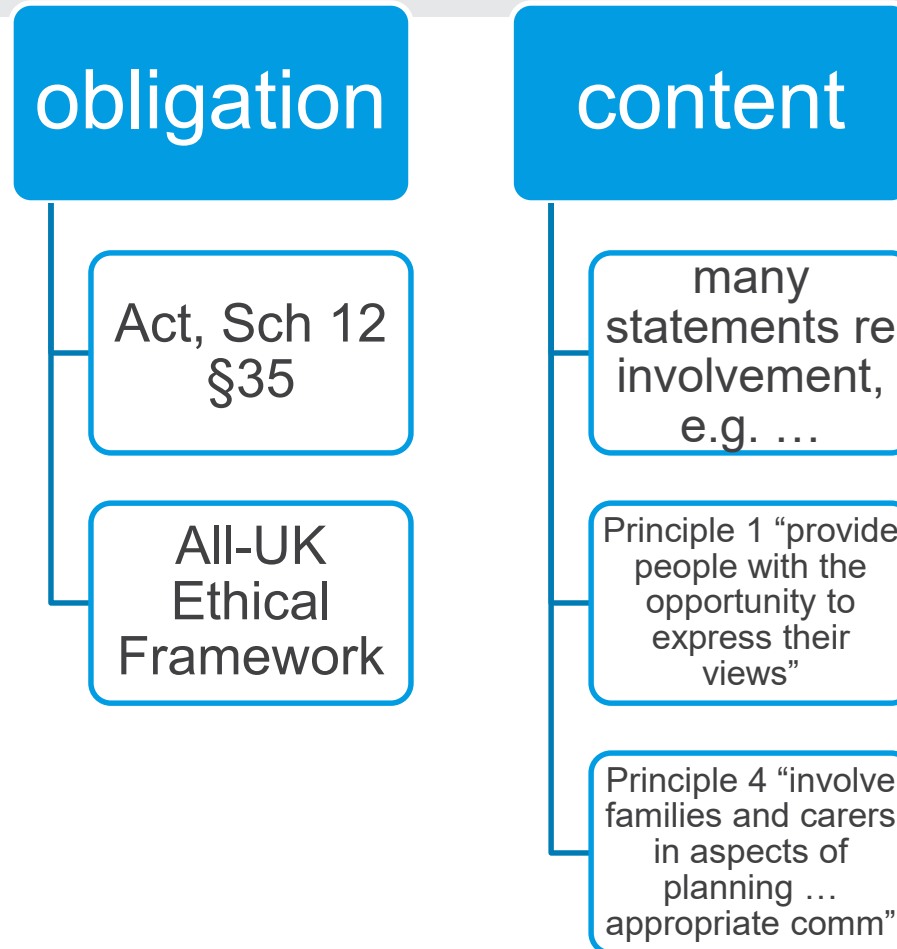 obligation
Act, Sch 12
§35
All-UK
Ethical
Framework
content
many
statements re
involvement,
e.g. …
Principle 1 “provide
people with the
opportunity to
express their
views”
Principle 4 “involve
families and carers
in aspects of
planning …
appropriate comm”